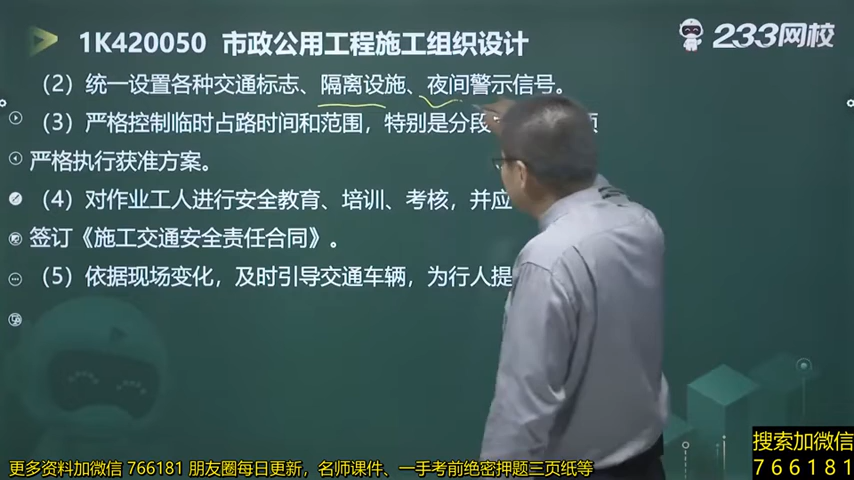 1K420050 市政公用工程施工组织设计
233网校
（2）统一设置各种交通标志、隔离设施、夜间警示信号。
（3）严格控制临时占路时间和范围，特别是分段
严格执行获准方案。
（4）对作业工人进行安全教育、培训、考核，并应
签订《施工交通安全责任合同》。
（5）依据现场变化，及时引导交通车辆，为行人提
搜索加微信
766181
更多资料加微信 766181 朋友圈每日更新，名师课件、一手考前绝密押题三页纸等